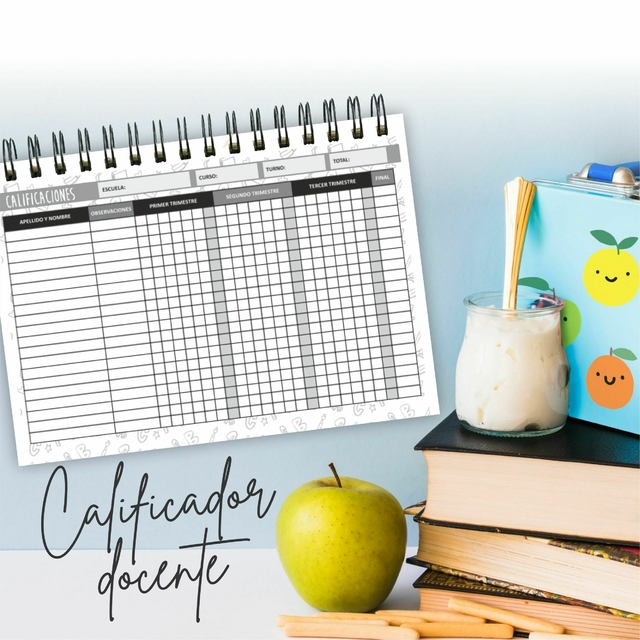 CALIFICACIONES
ESCUELA: CURSO: TURNO: TOTAL:
APELLIDO Y NOMBRE OBSERVACIONES PRIMER TRIMESTRE SEGUNDO TRIMESTRE TERCER TRIMESTRE FINAL
Calificador
docente